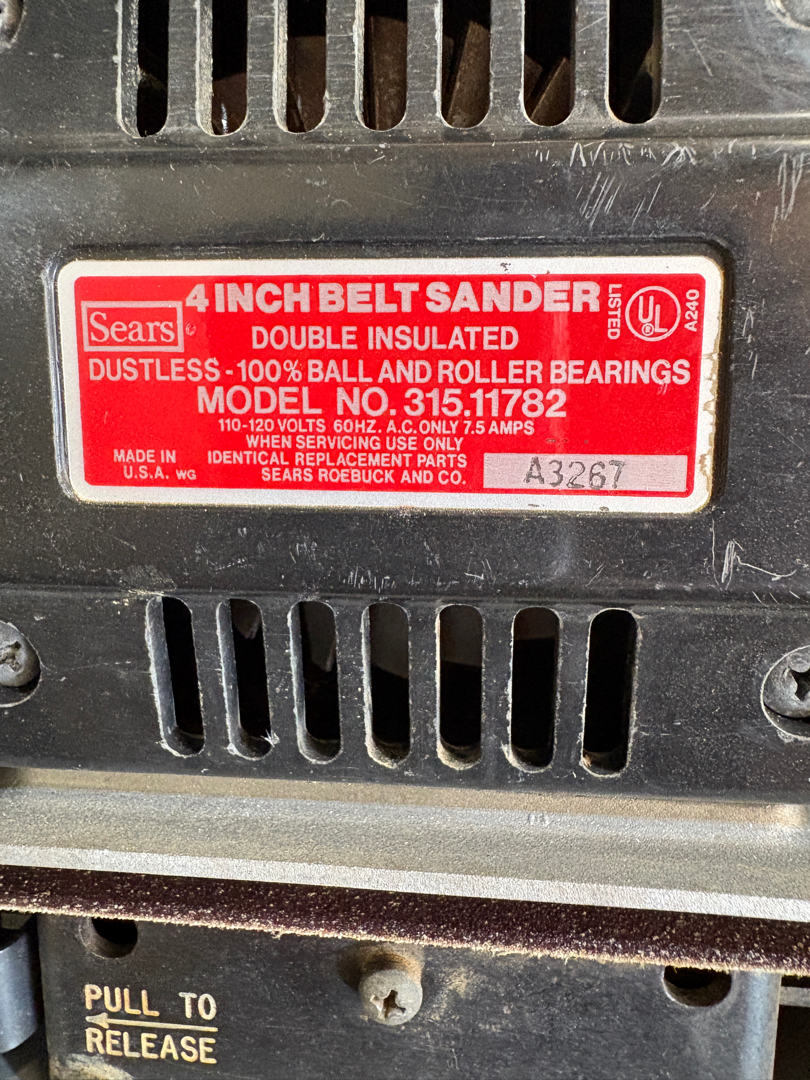 4 INCH BELT SANDER
Sears
LISTED
UL
A240
DOUBLE INSULATED
DUSTLESS - 100% BALL AND ROLLER BEARINGS
MODEL NO. 315.11782
110-120 VOLTS 60HZ. A.C. ONLY 7.5 AMPS
WHEN SERVICING USE ONLY
IDENTICAL REPLACEMENT PARTS
SEARS ROEBUCK AND CO.
MADE IN
U.S.A. WG
A3267
PULL TO
RELEASE